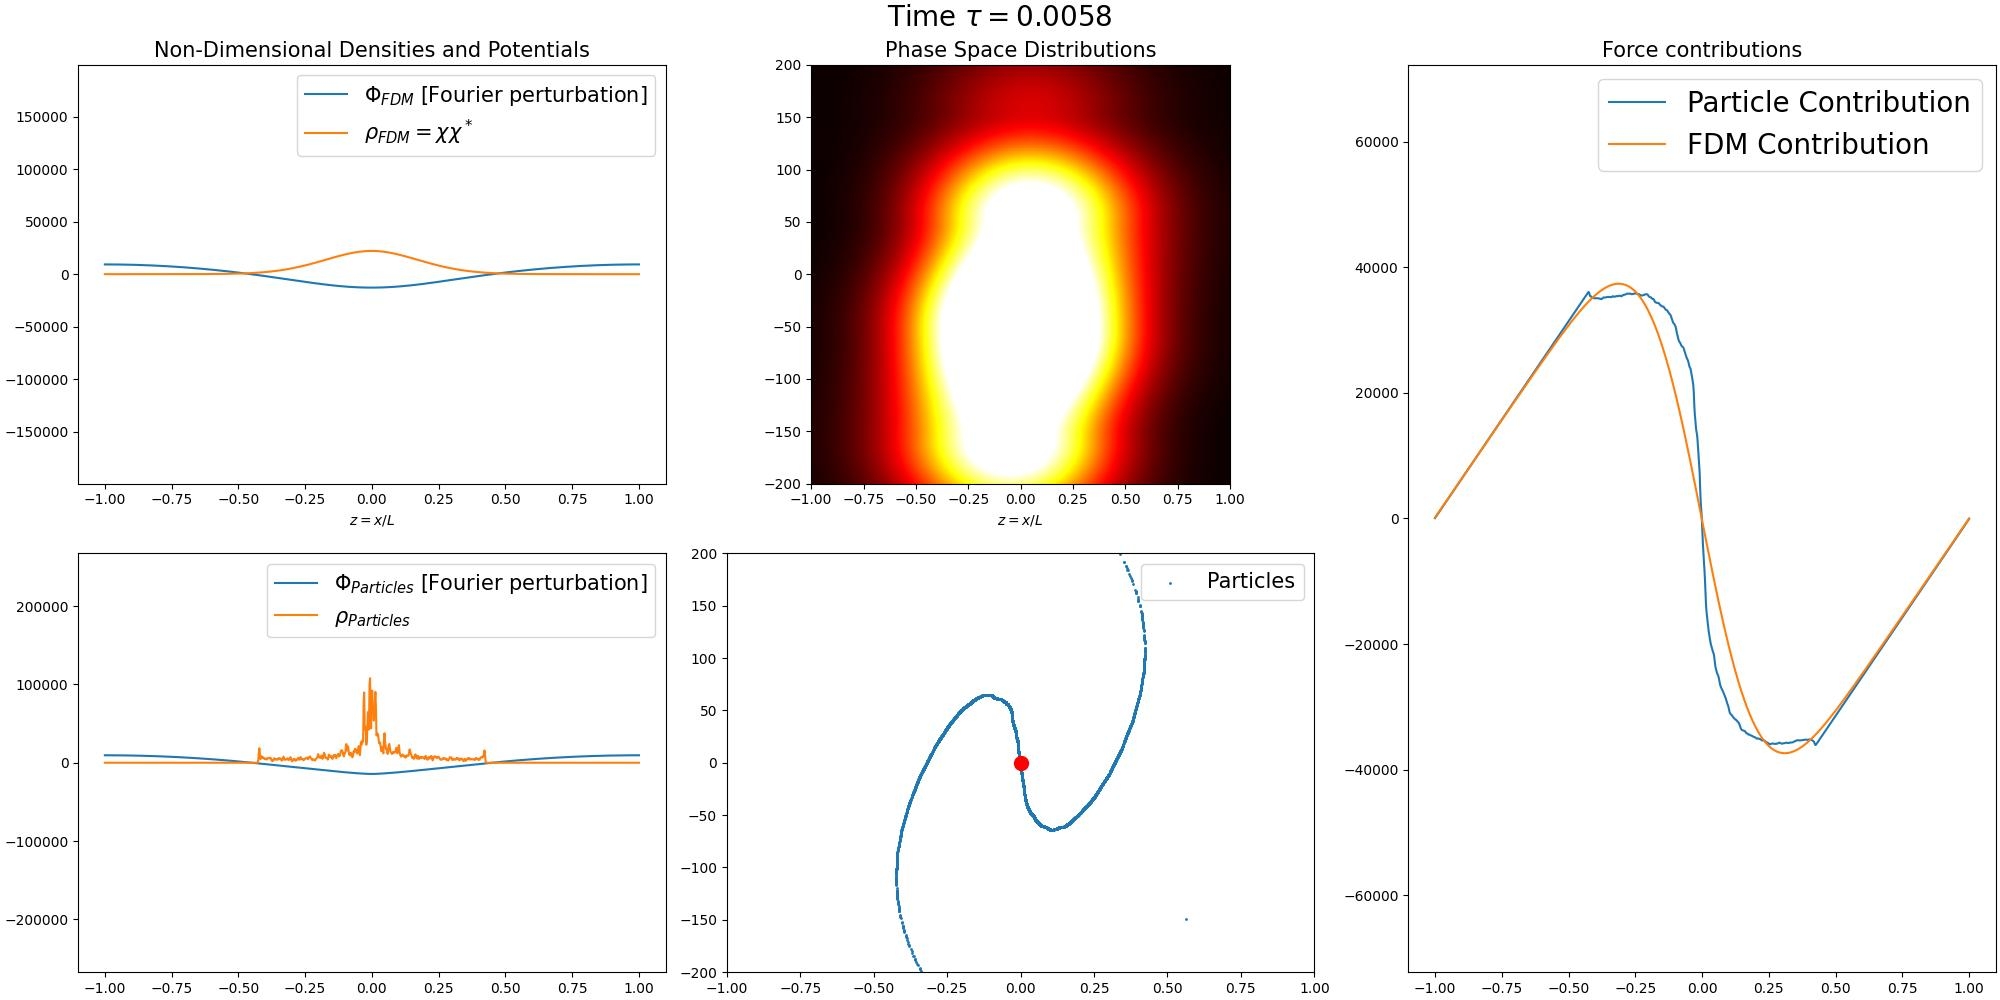 Time τ = 0.0058
Non-Dimensional Densities and Potentials
Φ_FDM [Fourier perturbation]
ρ_FDM = χχ*
150000
100000
50000
0
−50000
−100000
−150000
−1.00 −0.75 −0.50 −0.25 0.00 0.25 0.50 0.75 1.00
z = x/L
Phase Space Distributions
200
150
100
50
0
−50
−100
−150
−200
−1.00 −0.75 −0.50 −0.25 0.00 0.25 0.50 0.75 1.00
z = x/L
Force contributions
Particle Contribution
FDM Contribution
60000
40000
20000
0
−20000
−40000
−60000
−1.00 −0.75 −0.50 −0.25 0.00 0.25 0.50 0.75 1.00
Φ_Particles [Fourier perturbation]
ρ_Particles
200000
100000
0
−100000
−200000
−1.00 −0.75 −0.50 −0.25 0.00 0.25 0.50 0.75 1.00
Particles
200
150
100
50
0
−50
−100
−150
−200
−1.00 −0.75 −0.50 −0.25 0.00 0.25 0.50 0.75 1.00